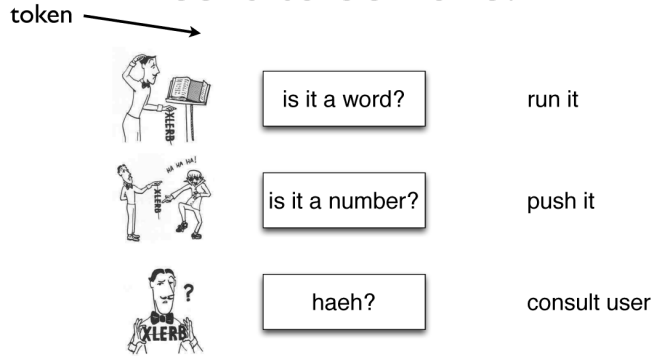 token
is it a word?
run it
XLERB
HA HA HA!
is it a number?
push it
XLERB
?
haeh?
consult user
XLERB